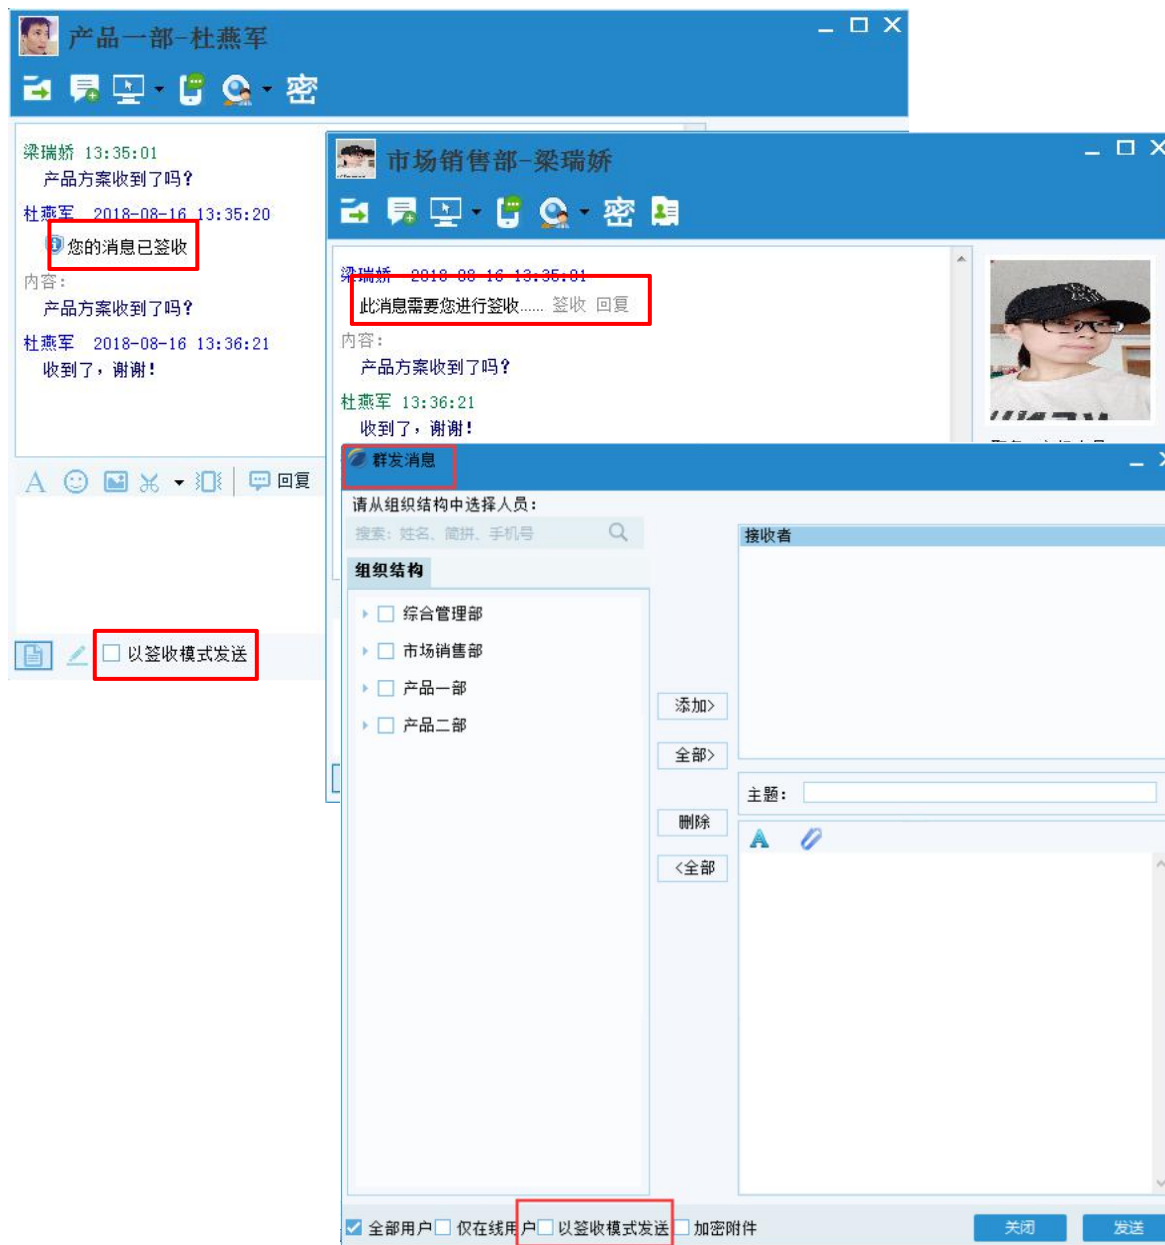 产品一部-杜燕军
密
梁瑞娇 13:35:01
产品方案收到了吗?
杜燕军 2018-08-16 13:35:20
您的消息已签收
内容:
产品方案收到了吗?
杜燕军 2018-08-16 13:36:21
收到了，谢谢!
回复
以签收模式发送
市场销售部-梁瑞娇
密
梁瑞娇 2018-08-16 13:35:01
此消息需要您进行签收...... 签收 回复
内容:
产品方案收到了吗?
杜燕军 13:36:21
收到了，谢谢!
群发消息
请从组织结构中选择人员:
搜索: 姓名、简拼、手机号
组织结构
综合管理部
市场销售部
产品一部
产品二部
添加>
全部>
删除
<全部
接收者
主题:
全部用户 仅在线用户 以签收模式发送 加密附件
关闭 发送